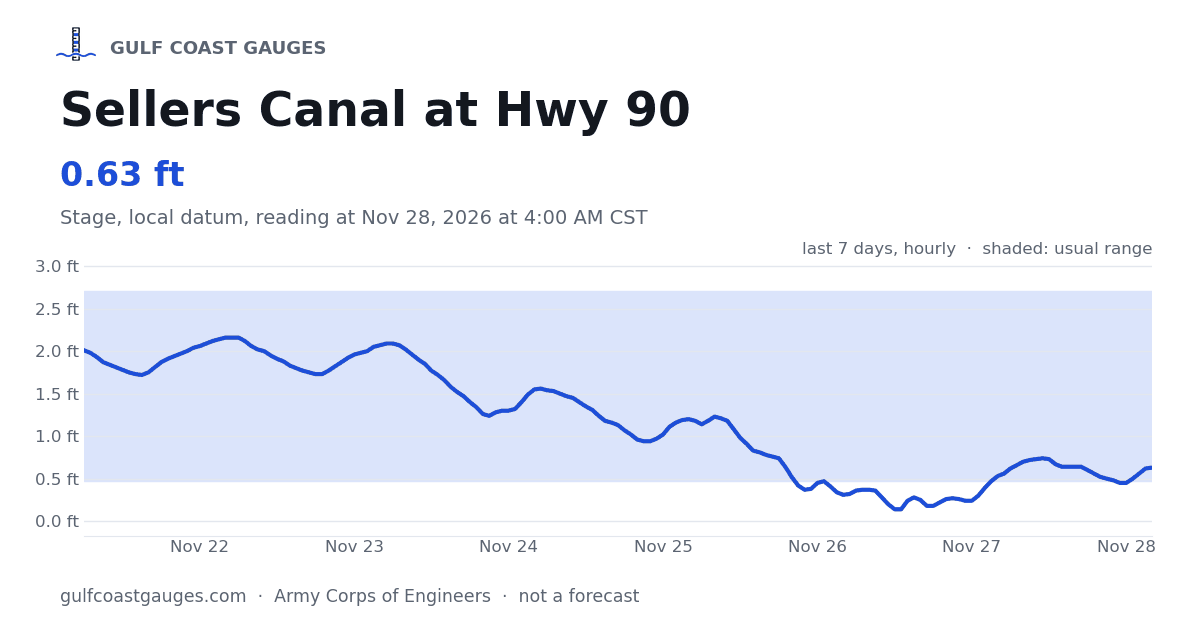 GULF COAST GAUGES
Sellers Canal at Hwy 90
0.63 ft
Stage, local datum, reading at Nov 28, 2026 at 4:00 AM CST
last 7 days, hourly · shaded: usual range
3.0 ft
2.5 ft
2.0 ft
1.5 ft
1.0 ft
0.5 ft
0.0 ft
Nov 22 Nov 23 Nov 24 Nov 25 Nov 26 Nov 27 Nov 28
gulfcoastgauges.com · Army Corps of Engineers · not a forecast